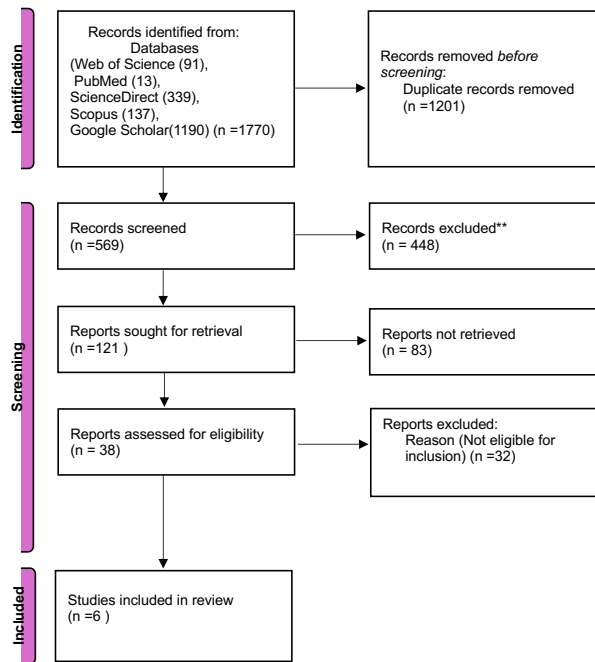 Identification
Records identified from:
Databases
(Web of Science (91),
PubMed (13),
ScienceDirect (339),
Scopus (137),
Google Scholar(1190) (n =1770)
Records removed before
screening:
Duplicate records removed
(n =1201)
Screening
Records screened
(n =569)
Records excluded**
(n = 448)
Reports sought for retrieval
(n =121 )
Reports not retrieved
(n = 83)
Reports assessed for eligibility
(n = 38)
Reports excluded:
Reason (Not eligible for
inclusion) (n =32)
Included
Studies included in review
(n =6 )